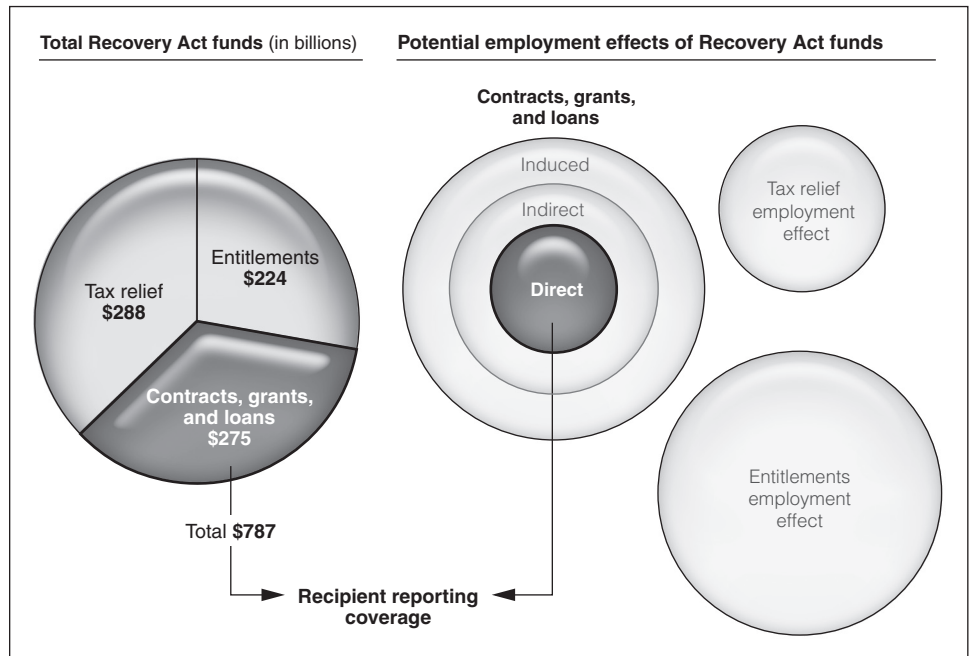 Total Recovery Act funds (in billions)
Potential employment effects of Recovery Act funds
Tax relief
$288
Entitlements
$224
Contracts, grants,
and loans
$275
Total $787
Contracts, grants,
and loans
Induced
Indirect
Direct
Tax relief
employment
effect
Entitlements
employment
effect
Recipient reporting
coverage